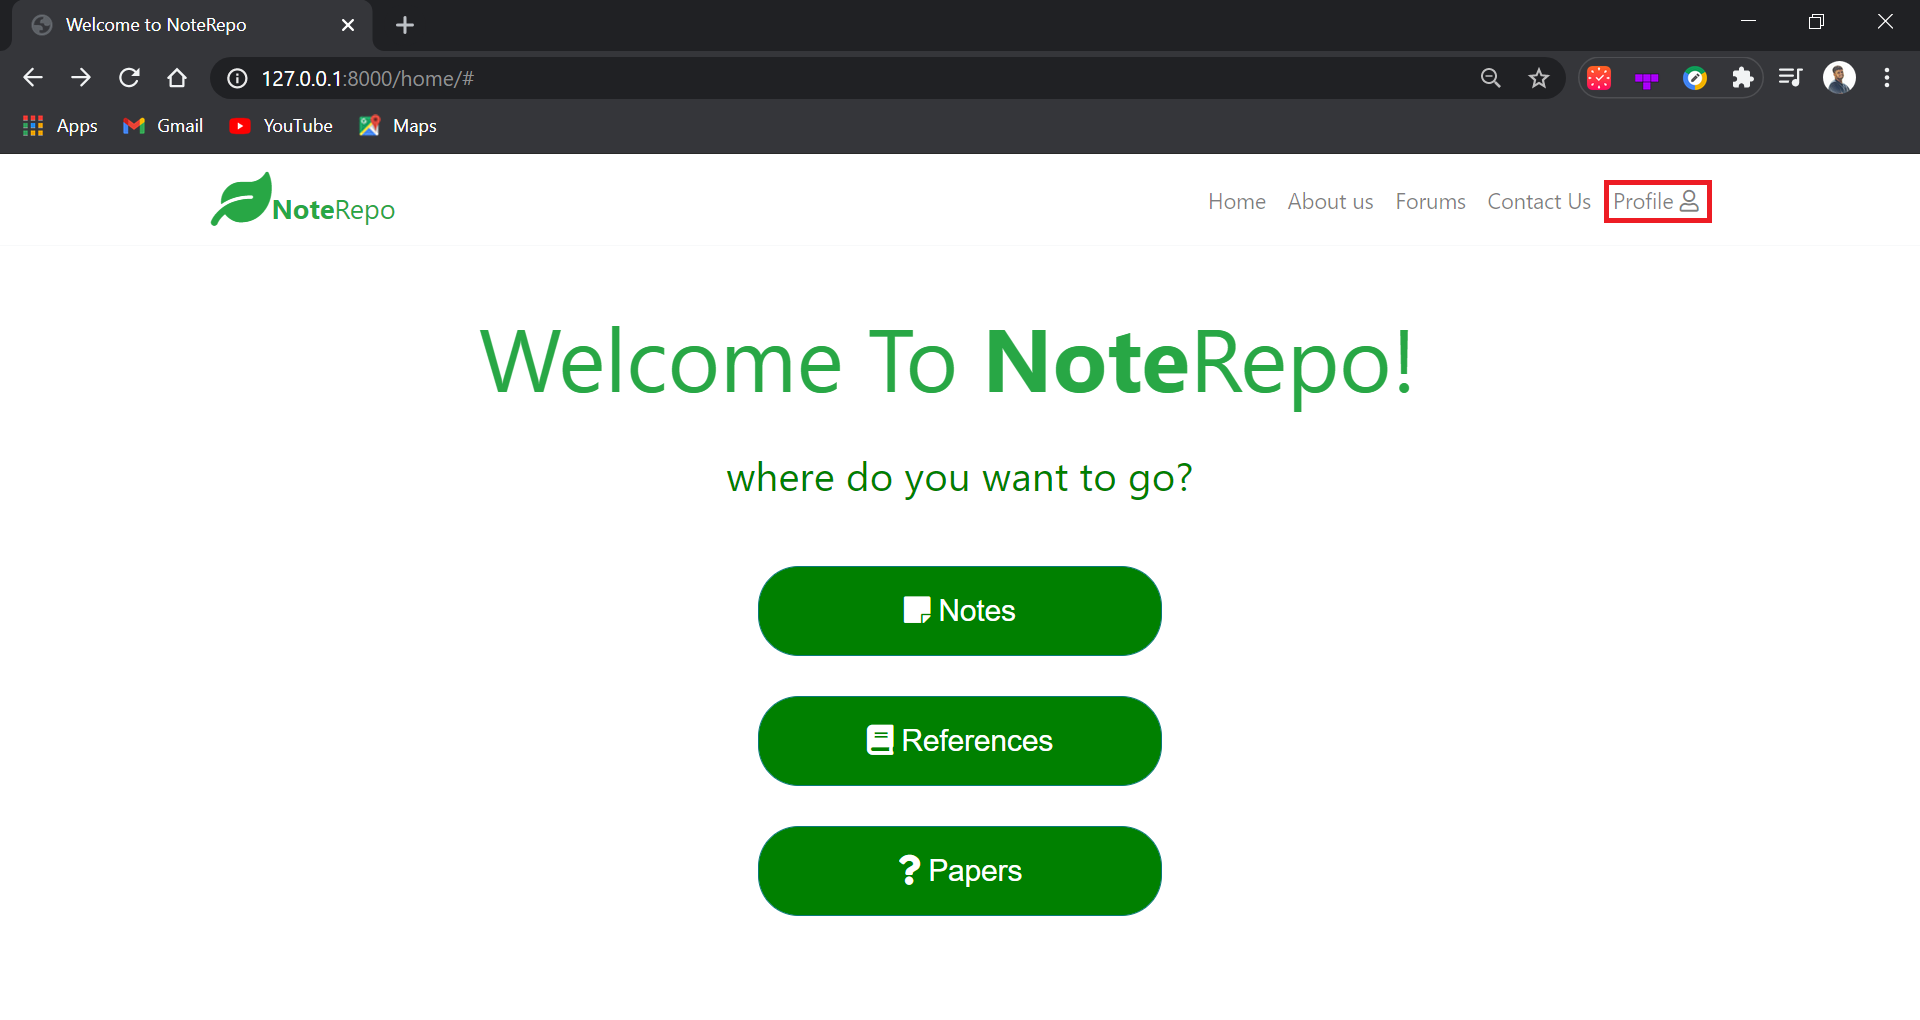 Welcome to NoteRepo
127.0.0.1:8000/home/#
Apps Gmail YouTube Maps
NoteRepo
Home About us Forums Contact Us Profile
Welcome To NoteRepo!
where do you want to go?
Notes
References
Papers